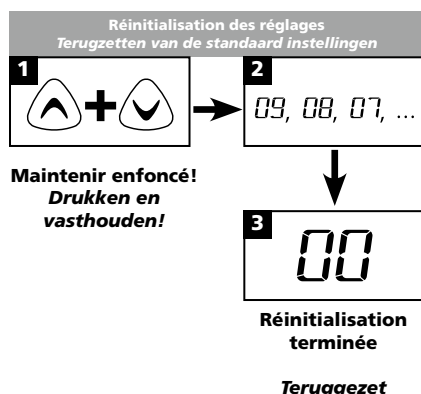 Réinitialisation des réglages
Terugzetten van de standaard instellingen
1
+
2
09, 08, 07, ...
Maintenir enfoncé!
Drukken en
vasthouden!
3
00
Réinitialisation
terminée
Teruggezet